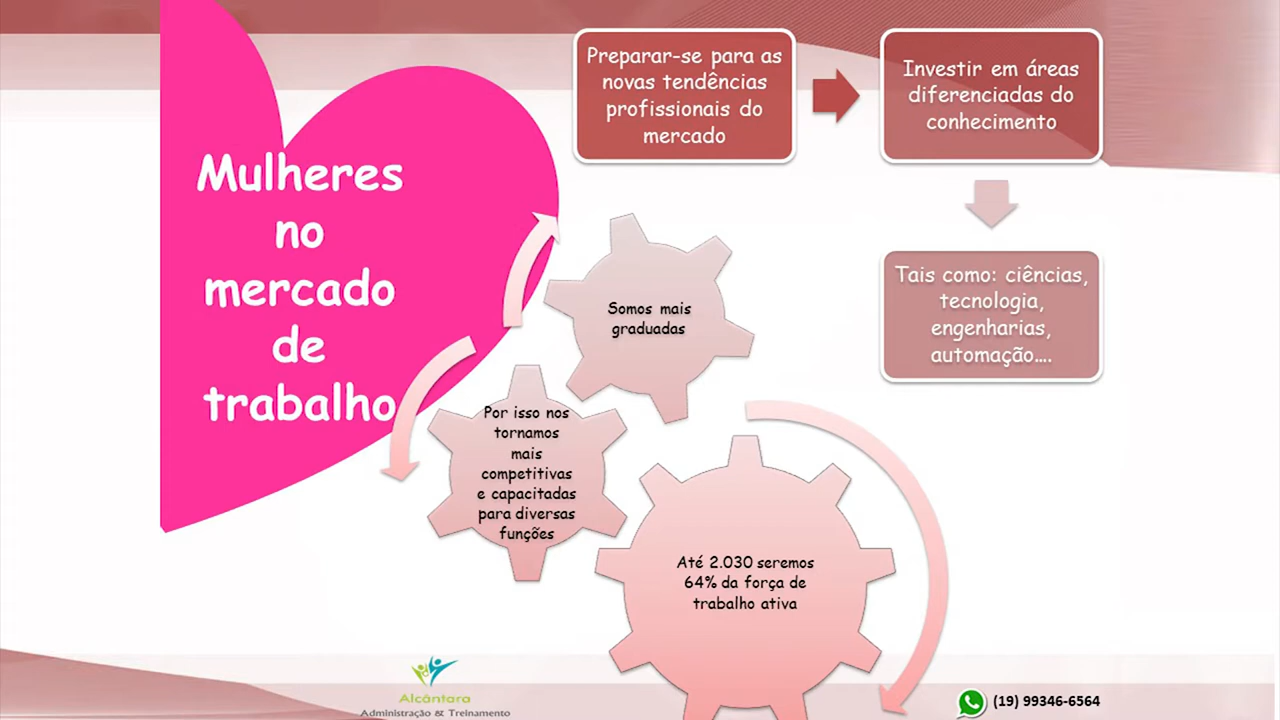 Mulheres
no
mercado
de
trabalho
Preparar-se para as
novas tendências
profissionais do
mercado
Investir em áreas
diferenciadas do
conhecimento
Tais como: ciências,
tecnologia,
engenharias,
automação....
Somos mais
graduadas
Por isso nos
tornamos
mais
competitivas
e capacitadas
para diversas
funções
Até 2.030 seremos
64% da força de
trabalho ativa
Alcântara
Administração & Treinamento
(19) 99346-6564